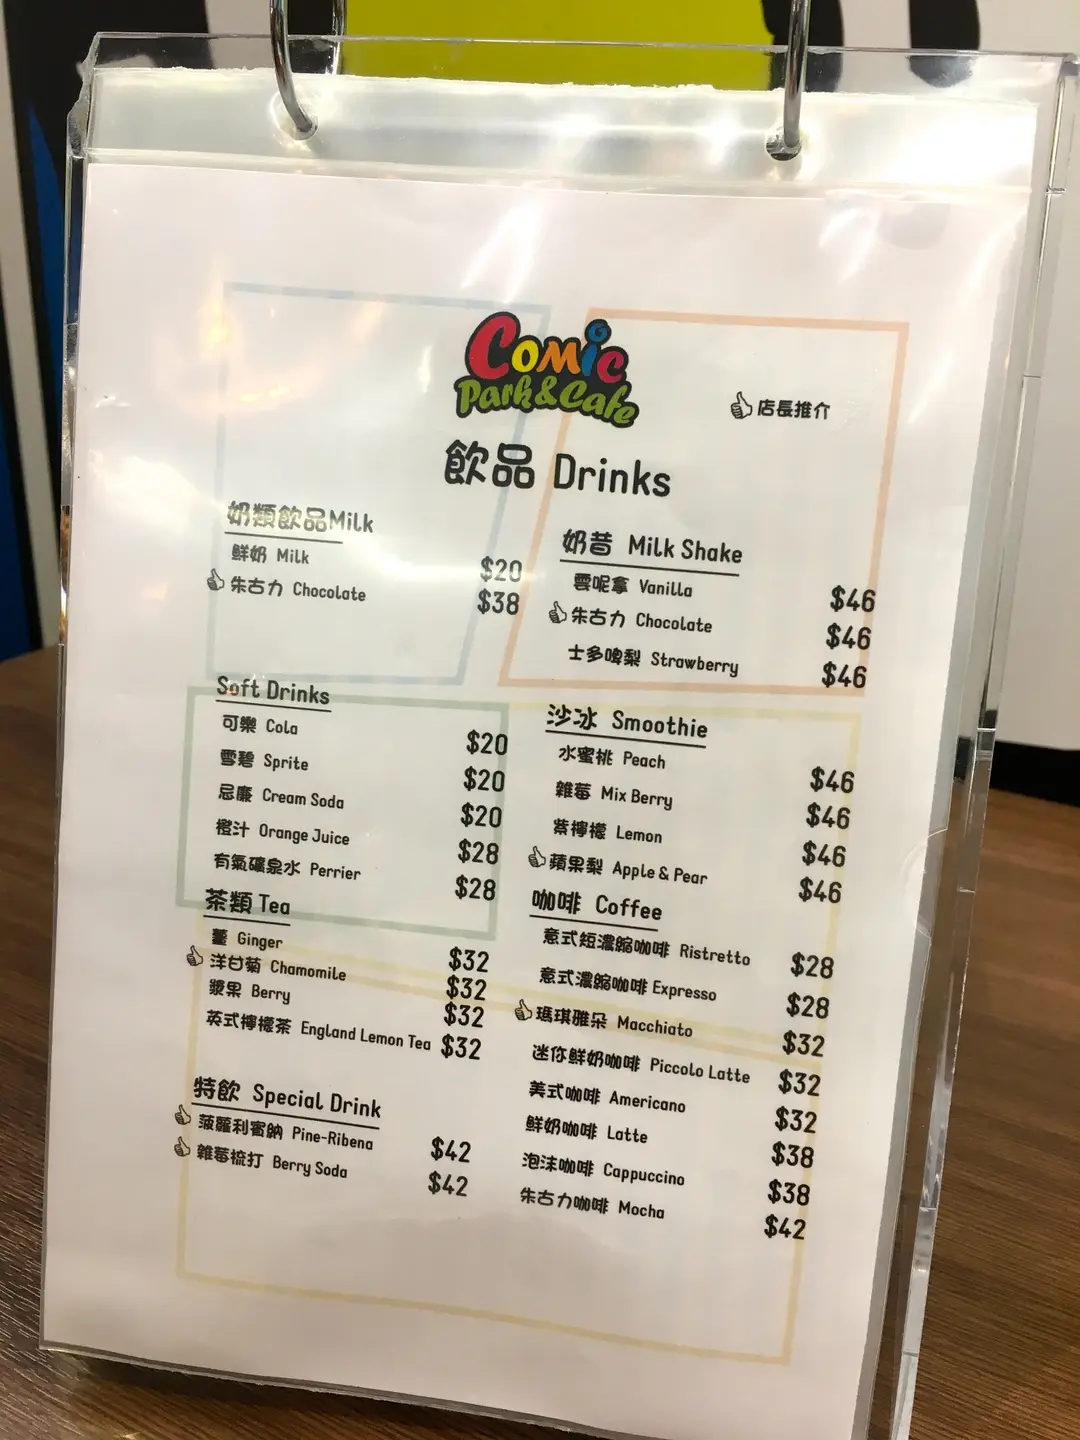 Comic
Park&Cafe
店長推介
飲品 Drinks
奶類飲品Milk
鮮奶 Milk $20
朱古力 Chocolate $38
奶昔 Milk Shake
雲呢拿 Vanilla $46
朱古力 Chocolate $46
士多啤梨 Strawberry $46
Soft Drinks
可樂 Cola $20
雪碧 Sprite $20
忌廉 Cream Soda $20
橙汁 Orange Juice $28
有氣礦泉水 Perrier $28
沙冰 Smoothie
水蜜桃 Peach $46
雜莓 Mix Berry $46
紫檸檬 Lemon $46
蘋果梨 Apple & Pear $46
茶類 Tea
薑 Ginger $32
洋甘菊 Chamomile $32
漿果 Berry $32
英式檸檬茶 England Lemon Tea $32
咖啡 Coffee
意式短濃縮咖啡 Ristretto $28
意式濃縮咖啡 Expresso $28
瑪琪雅朵 Macchiato $32
迷你鮮奶咖啡 Piccolo Latte $32
美式咖啡 Americano $32
鮮奶咖啡 Latte $38
泡沫咖啡 Cappuccino $38
朱古力咖啡 Mocha $42
特飲 Special Drink
菠蘿利賓納 Pine-Ribena $42
雜莓梳打 Berry Soda $42